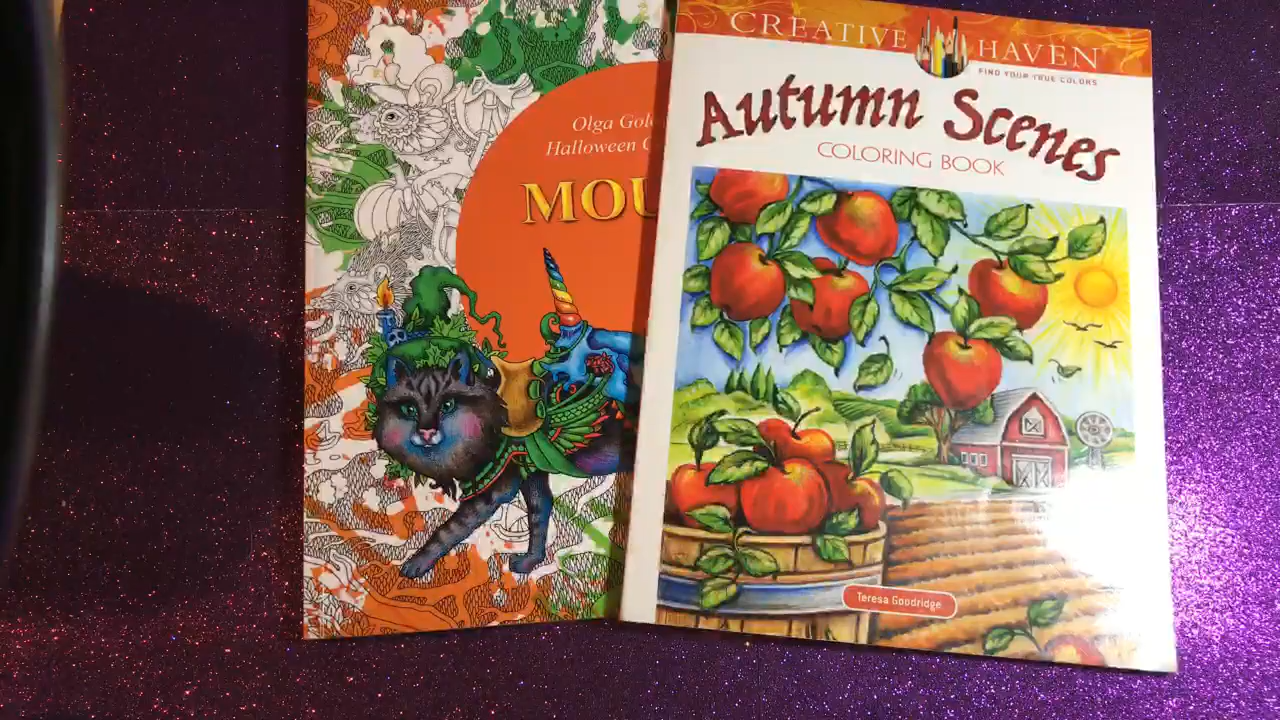 Olga Gol
Halloween
MOU
CREATIVE HAVEN
FIND YOUR TRUE COLORS
Autumn Scenes
COLORING BOOK
Teresa Goodridge